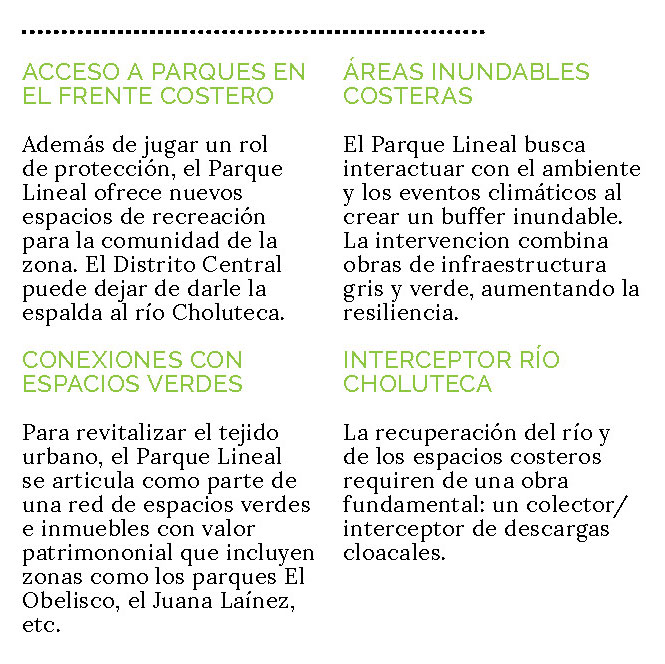 ACCESO A PARQUES EN
EL FRENTE COSTERO
Además de jugar un rol
de protección, el Parque
Lineal ofrece nuevos
espacios de recreación
para la comunidad de la
zona. El Distrito Central
puede dejar de darle la
espalda al río Choluteca.
CONEXIONES CON
ESPACIOS VERDES
Para revitalizar el tejido
urbano, el Parque Lineal
se articula como parte de
una red de espacios verdes
e inmuebles con valor
patrimononial que incluyen
zonas como los parques El
Obelisco, el Juana Laínez,
etc.
ÁREAS INUNDABLES
COSTERAS
El Parque Lineal busca
interactuar con el ambiente
y los eventos climáticos al
crear un buffer inundable.
La intervencion combina
obras de infraestructura
gris y verde, aumentando la
resiliencia.
INTERCEPTOR RÍO
CHOLUTECA
La recuperación del río y
de los espacios costeros
requiren de una obra
fundamental: un colector/
interceptor de descargas
cloacales.